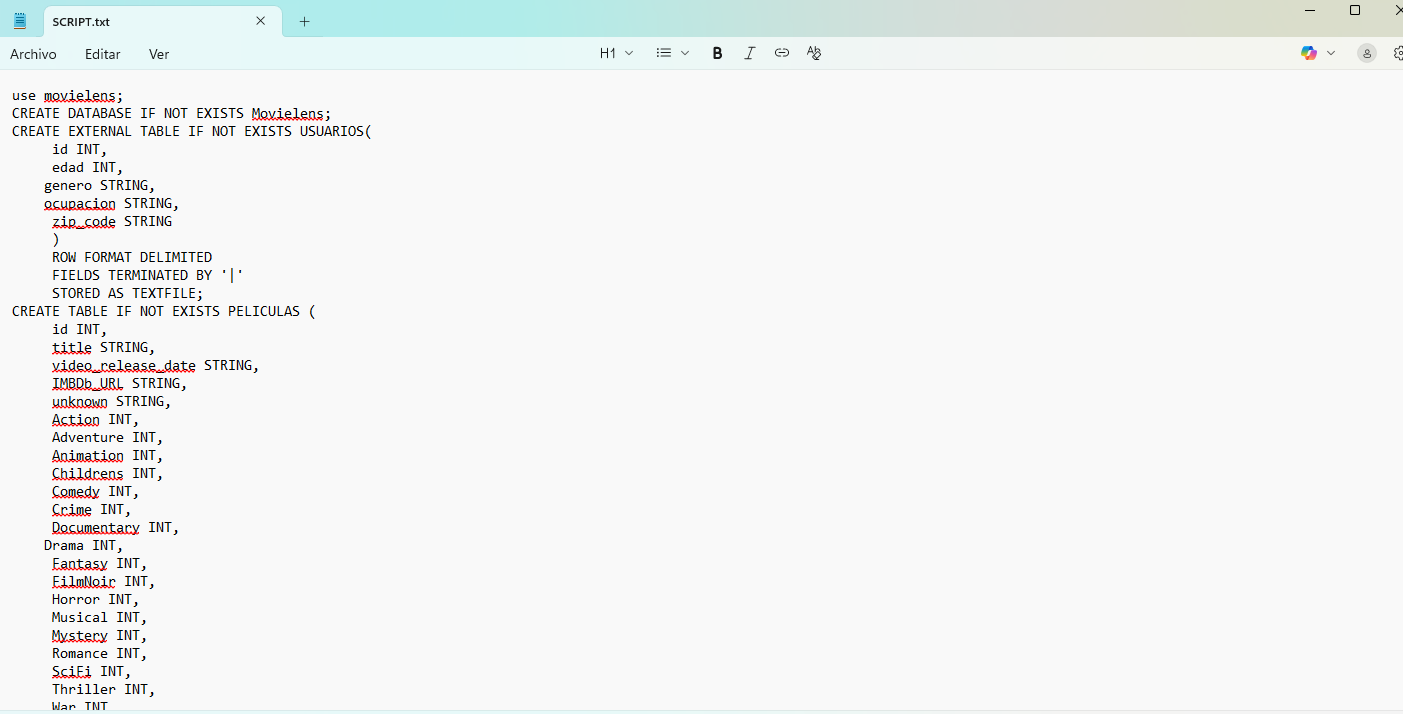 SCRIPT.txt
Archivo Editar Ver H1 B I
use movielens;
CREATE DATABASE IF NOT EXISTS Movielens;
CREATE EXTERNAL TABLE IF NOT EXISTS USUARIOS(
id INT,
edad INT,
genero STRING,
ocupacion STRING,
zip_code STRING
)
ROW FORMAT DELIMITED
FIELDS TERMINATED BY '|'
STORED AS TEXTFILE;
CREATE TABLE IF NOT EXISTS PELICULAS (
id INT,
title STRING,
video_release_date STRING,
IMBDb_URL STRING,
unknown STRING,
Action INT,
Adventure INT,
Animation INT,
Childrens INT,
Comedy INT,
Crime INT,
Documentary INT,
Drama INT,
Fantasy INT,
FilmNoir INT,
Horror INT,
Musical INT,
Mystery INT,
Romance INT,
SciFi INT,
Thriller INT,
War INT